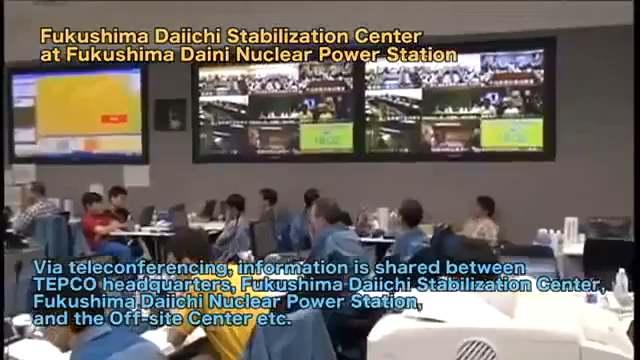 Fukushima Daiichi Stabilization Center
at Fukushima Daini Nuclear Power Station
Via teleconferencing, information is shared between
TEPCO headquarters, Fukushima Daiichi Stabilization Center,
Fukushima Daiichi Nuclear Power Station,
and the Off-site Center etc.